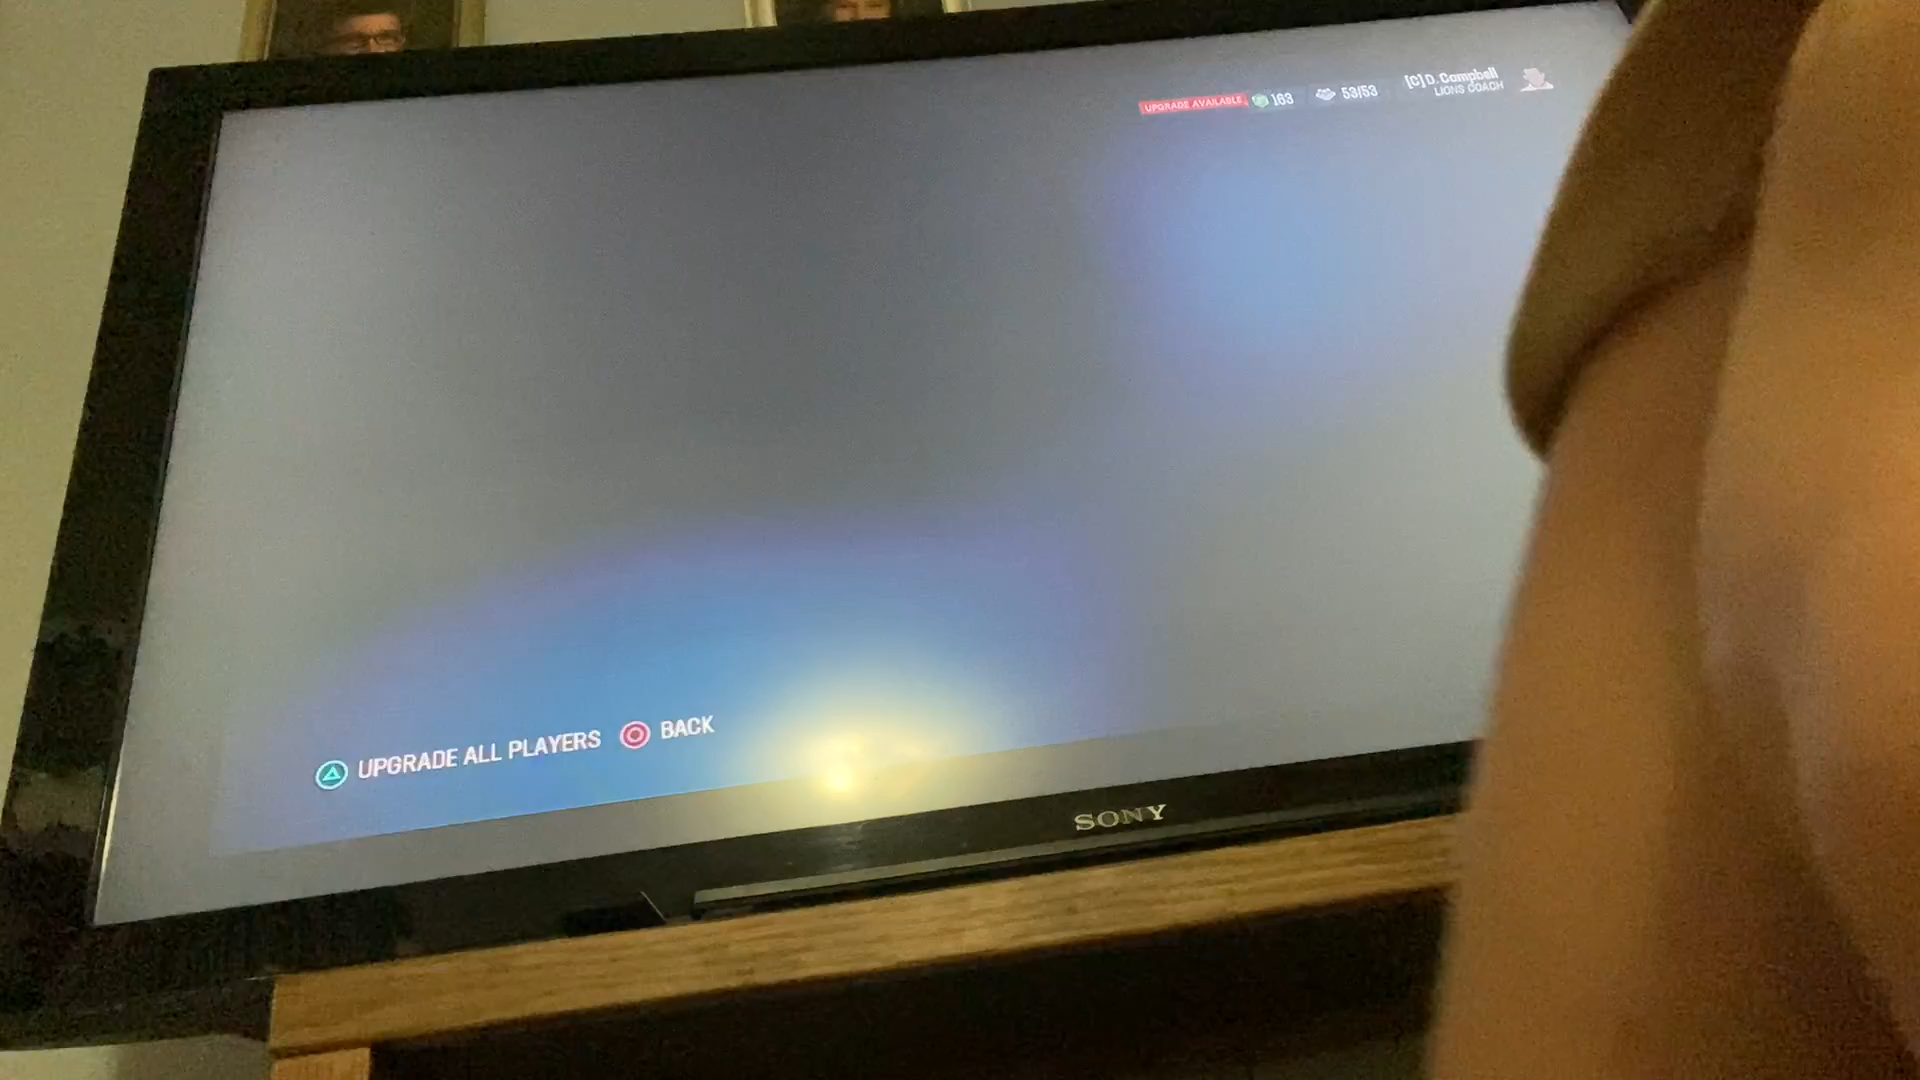 UPGRADE AVAILABLE 163 53/53 [C] D. Campbell
LIONS COACH
UPGRADE ALL PLAYERS BACK
SONY